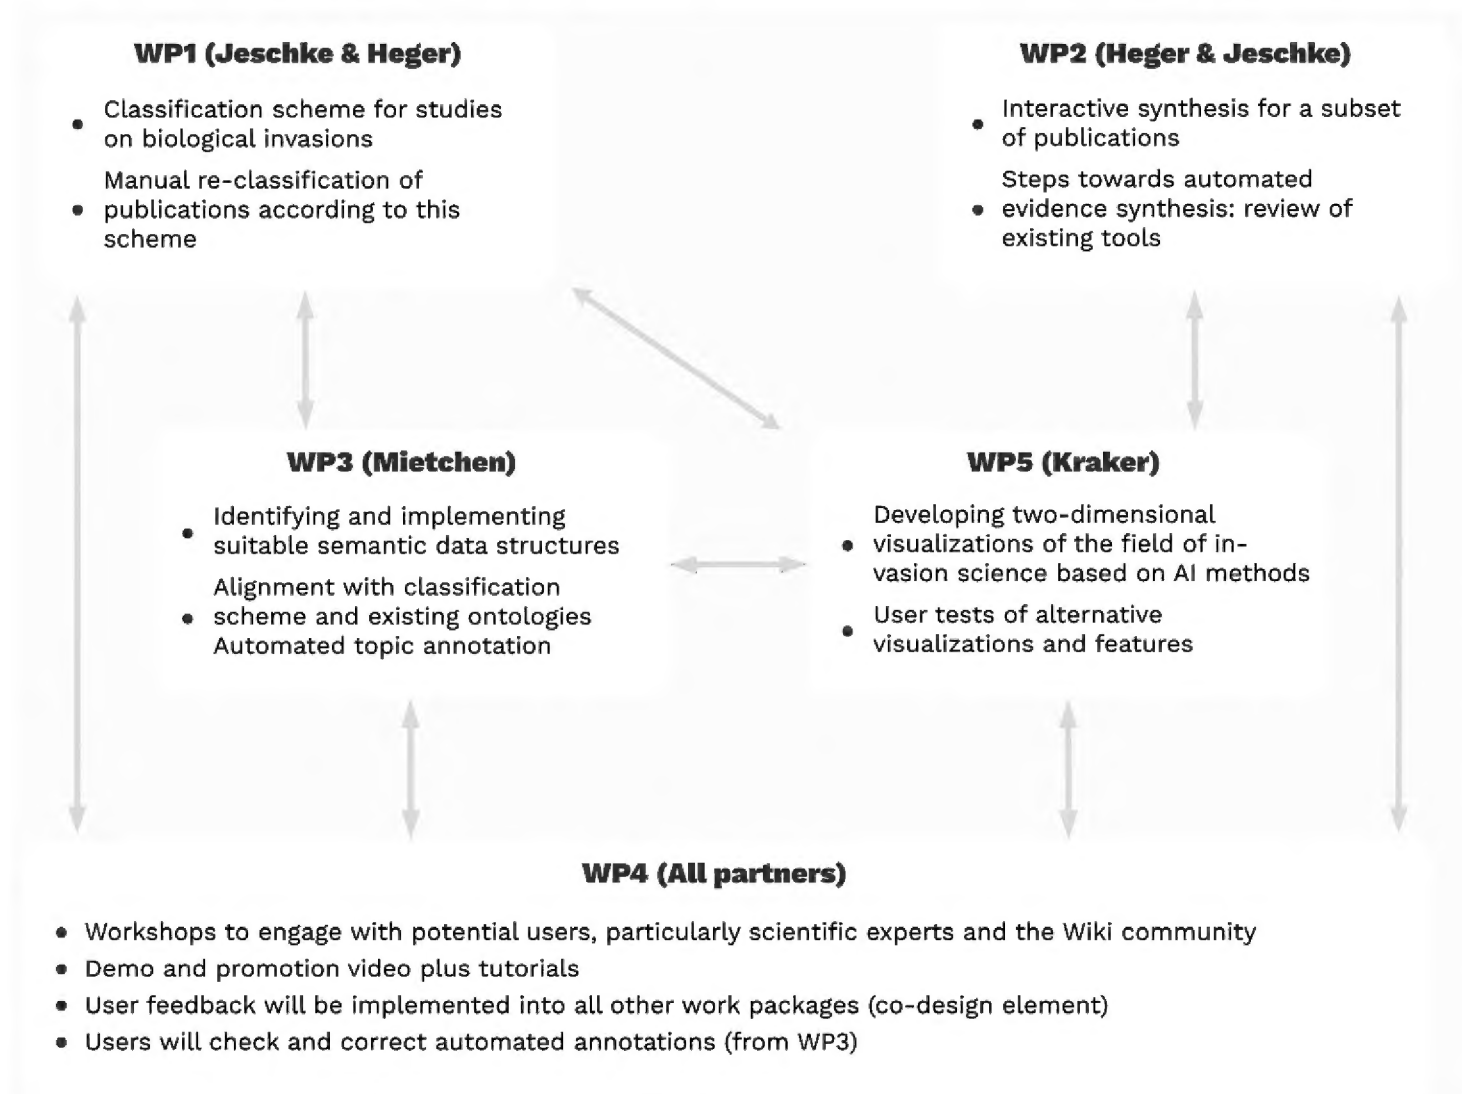 WP1 (Jeschke & Heger)
• Classification scheme for studies
on biological invasions
• Manual re-classification of
publications according to this
scheme
WP2 (Heger & Jeschke)
• Interactive synthesis for a subset
of publications
• Steps towards automated
evidence synthesis: review of
existing tools
WP3 (Mietchen)
• Identifying and implementing
suitable semantic data structures
• Alignment with classification
scheme and existing ontologies
Automated topic annotation
WP5 (Kraker)
• Developing two-dimensional
visualizations of the field of in-
vasion science based on AI methods
• User tests of alternative
visualizations and features
WP4 (All partners)
• Workshops to engage with potential users, particularly scientific experts and the Wiki community
• Demo and promotion video plus tutorials
• User feedback will be implemented into all other work packages (co-design element)
• Users will check and correct automated annotations (from WP3)